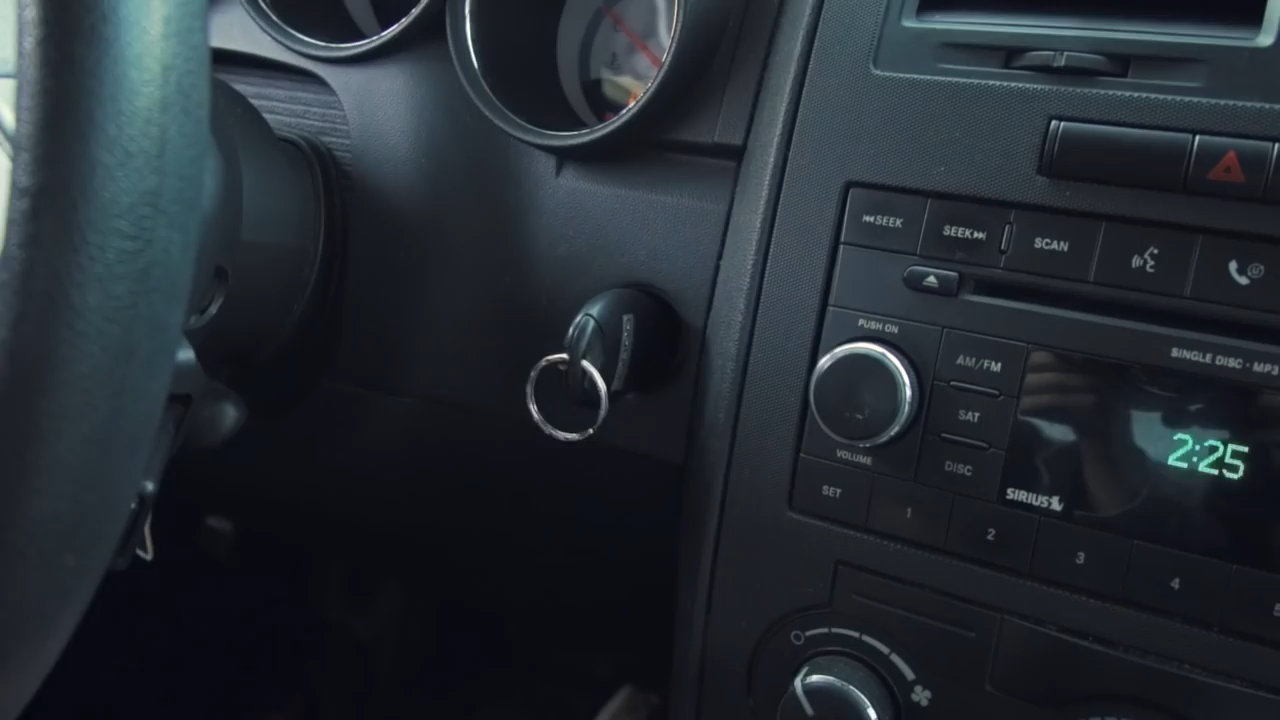 SEEK
SEEK
SCAN
PUSH ON
SINGLE DISC · MP3
AM/FM
SAT
DISC
VOLUME
2:25
SIRIUS
SET
1
2
3
4